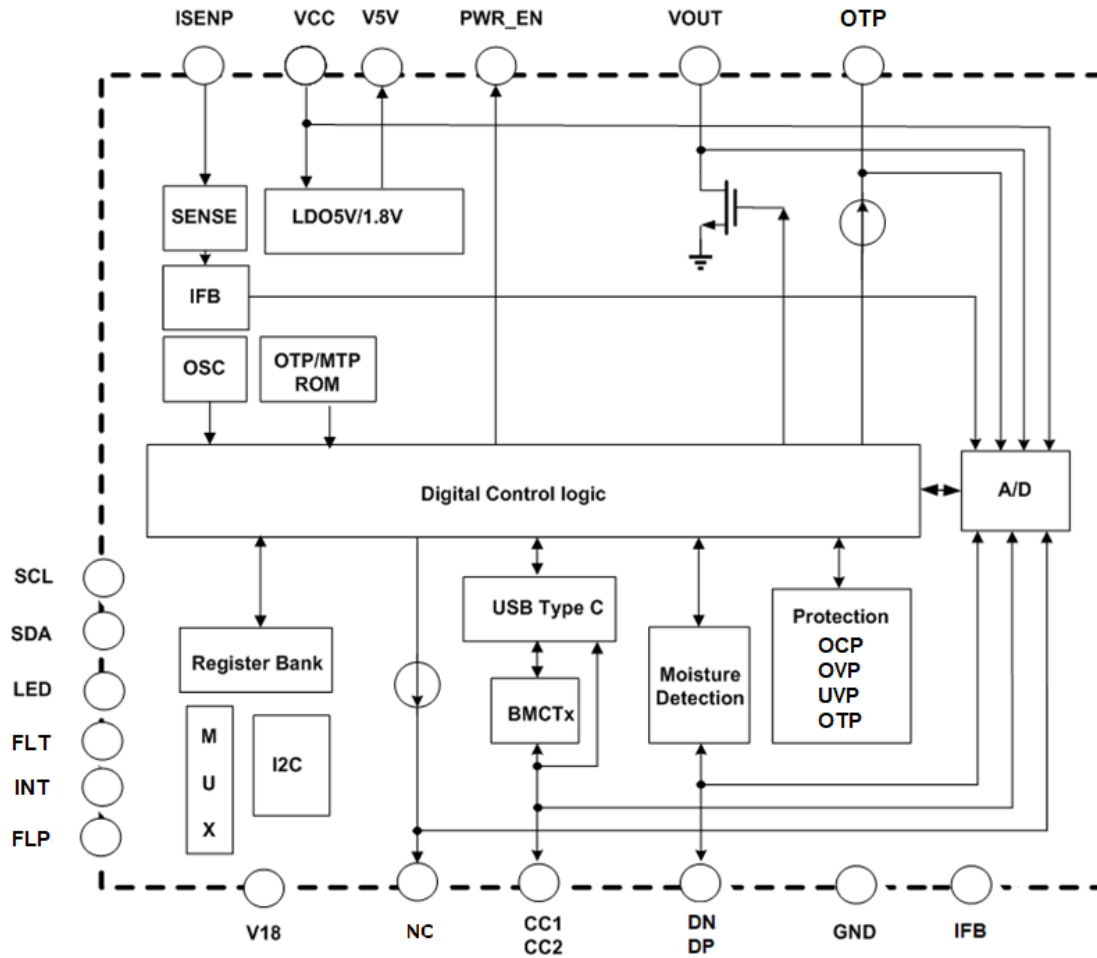 ISENP
VCC
V5V
PWR_EN
VOUT
OTP
SENSE
LDO5V/1.8V
IFB
OSC
OTP/MTP
ROM
Digital Control logic
A/D
SCL
SDA
LED
FLT
INT
FLP
Register Bank
M
U
X
I2C
USB Type C
BMCTx
Moisture
Detection
Protection
OCP
OVP
UVP
OTP
V18
NC
CC1
CC2
DN
DP
GND
IFB